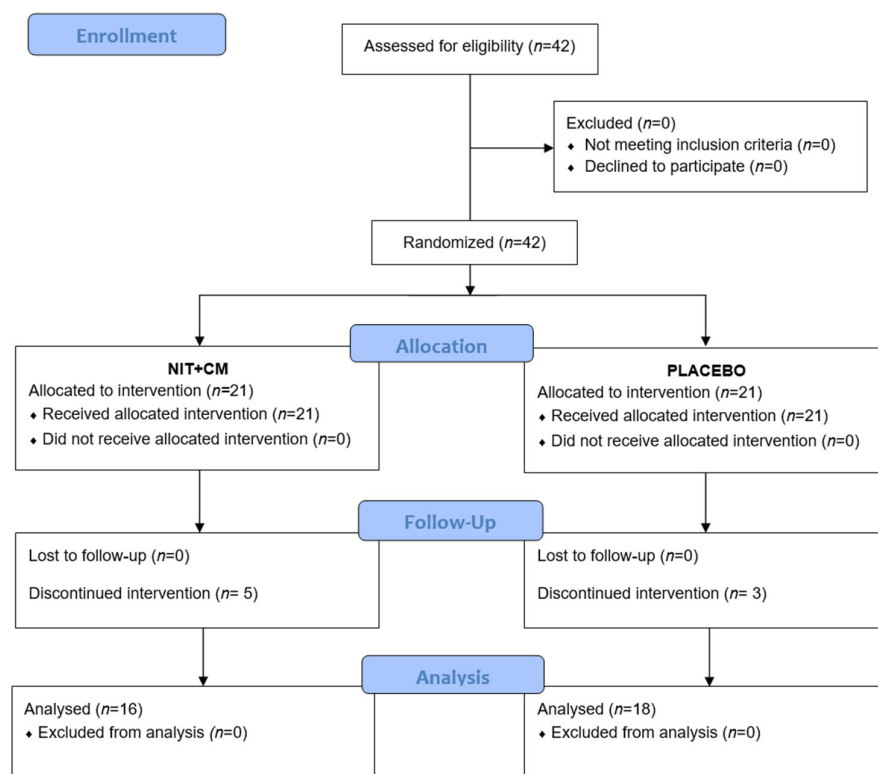 Enrollment
Assessed for eligibility (n=42)
Excluded (n=0)
♦ Not meeting inclusion criteria (n=0)
♦ Declined to participate (n=0)
Randomized (n=42)
Allocation
NIT+CM
Allocated to intervention (n=21)
♦ Received allocated intervention (n=21)
♦ Did not receive allocated intervention (n=0)
PLACEBO
Allocated to intervention (n=21)
♦ Received allocated intervention (n=21)
♦ Did not receive allocated intervention (n=0)
Follow-Up
Lost to follow-up (n=0)
Discontinued intervention (n= 5)
Lost to follow-up (n=0)
Discontinued intervention (n= 3)
Analysis
Analysed (n=16)
♦ Excluded from analysis (n=0)
Analysed (n=18)
♦ Excluded from analysis (n=0)